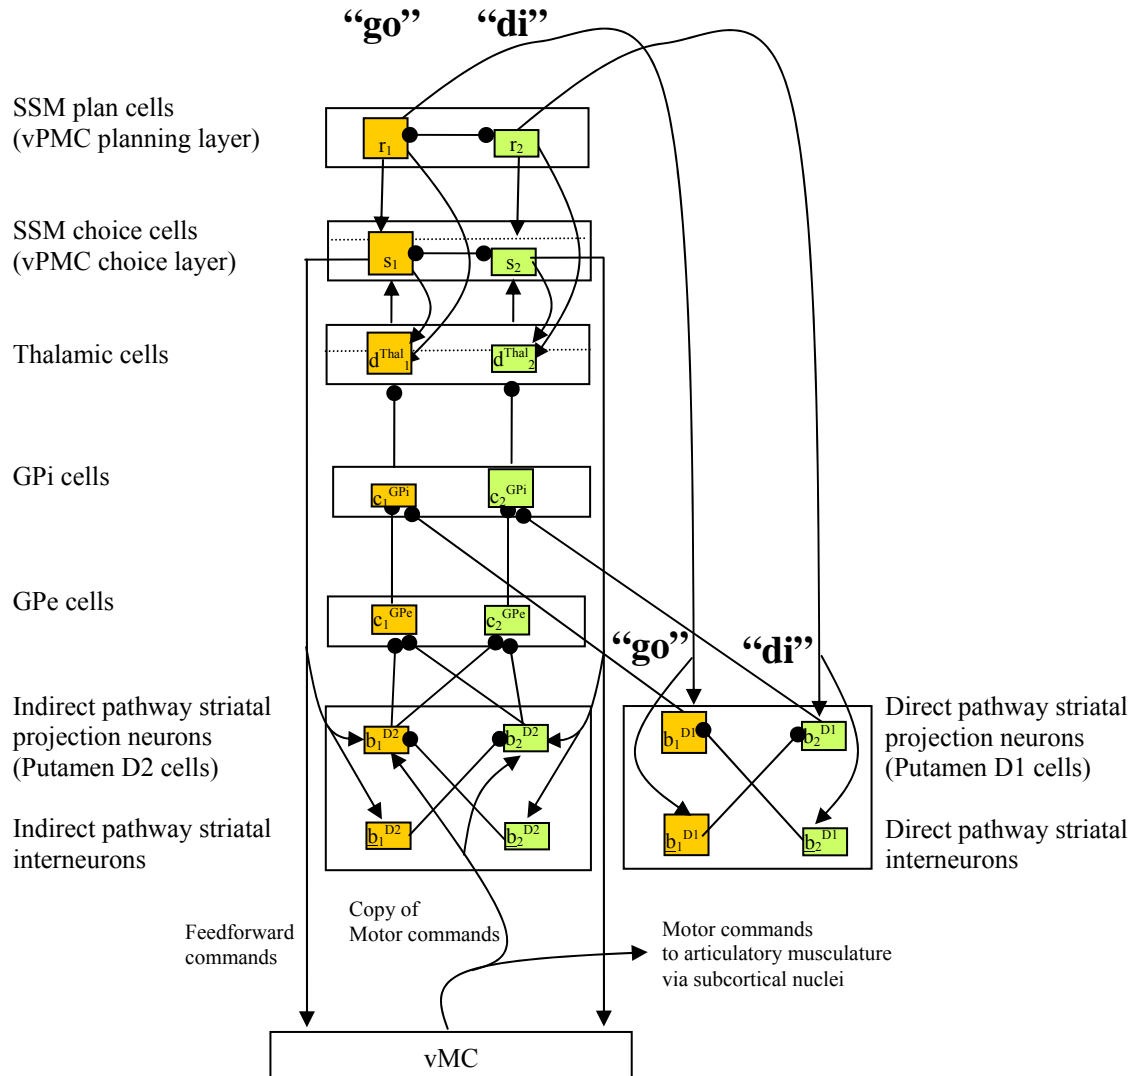 “go” “di”
SSM plan cells
(vPMC planning layer)
r1 r2
SSM choice cells
(vPMC choice layer)
s1 s2
Thalamic cells
dThal1 dThal2
GPi cells
c1GPi c2GPi
GPe cells
c1GPe c2GPe
“go” “di”
Indirect pathway striatal
projection neurons
(Putamen D2 cells)
b1D2 b2D2
b1D1 b2D1
Direct pathway striatal
projection neurons
(Putamen D1 cells)
Indirect pathway striatal
interneurons
b1D2 b2D2
b1D1 b2D1
Direct pathway striatal
interneurons
Feedforward
commands
Copy of
Motor commands
Motor commands
to articulatory musculature
via subcortical nuclei
vMC